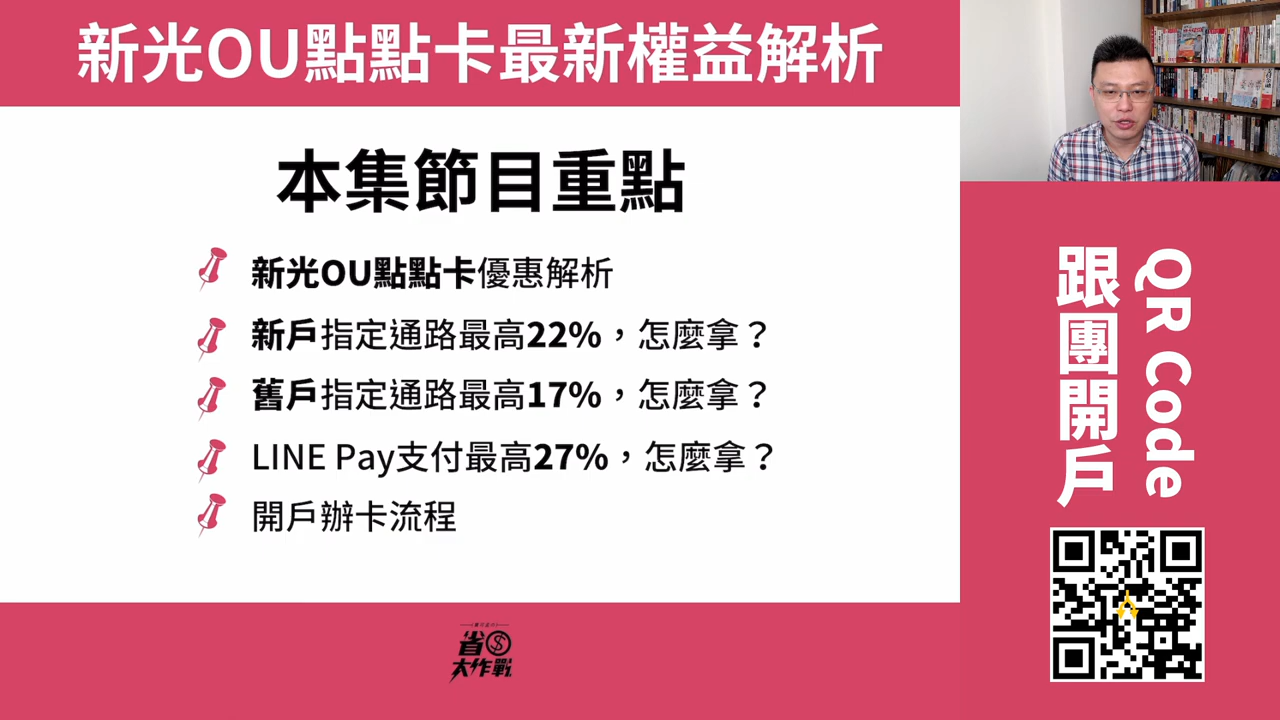 新光OU點點卡最新權益解析
本集節目重點
新光OU點點卡優惠解析
新戶指定通路最高22%，怎麼拿？
舊戶指定通路最高17%，怎麼拿？
LINE Pay支付最高27%，怎麼拿？
開戶辦卡流程
QR Code
跟團開戶
省
大作戰